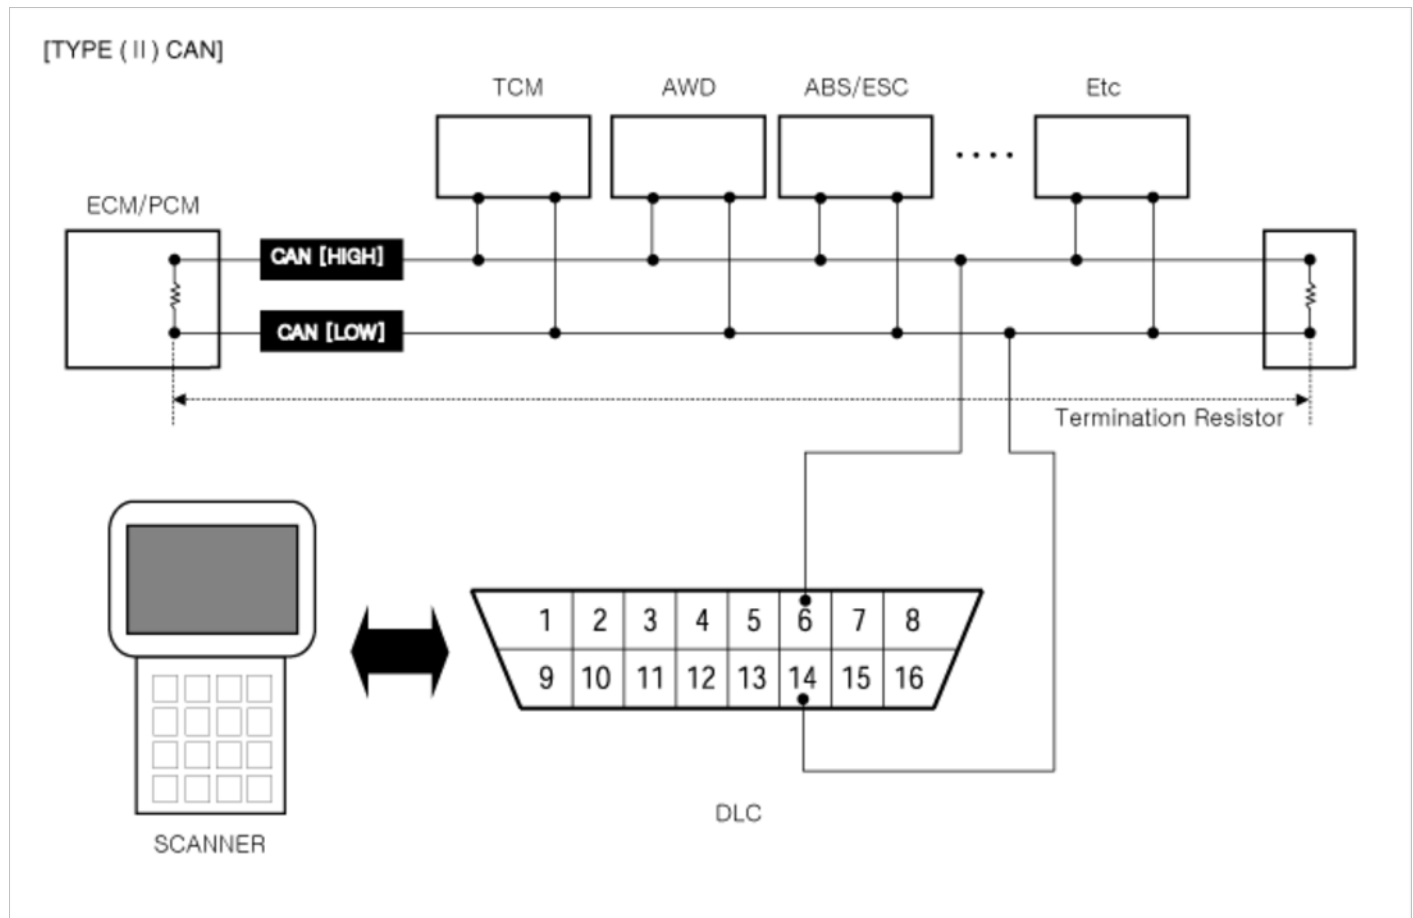 [TYPE (Ⅱ) CAN]
TCM AWD ABS/ESC Etc
ECM/PCM
CAN [HIGH]
CAN [LOW]
Termination Resistor
1 2 3 4 5 6 7 8
9 10 11 12 13 14 15 16
DLC
SCANNER